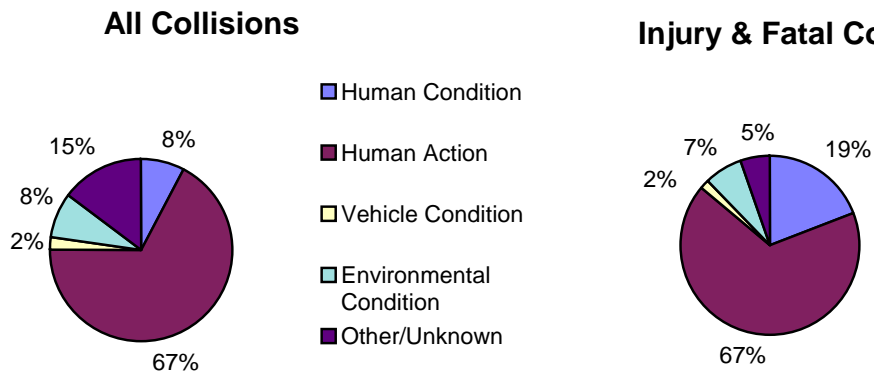 All Collisions
Injury & Fatal Co
Human Condition
Human Action
Vehicle Condition
Environmental
Condition
Other/Unknown
8%
15%
8%
2%
67%
5%
19%
7%
2%
67%